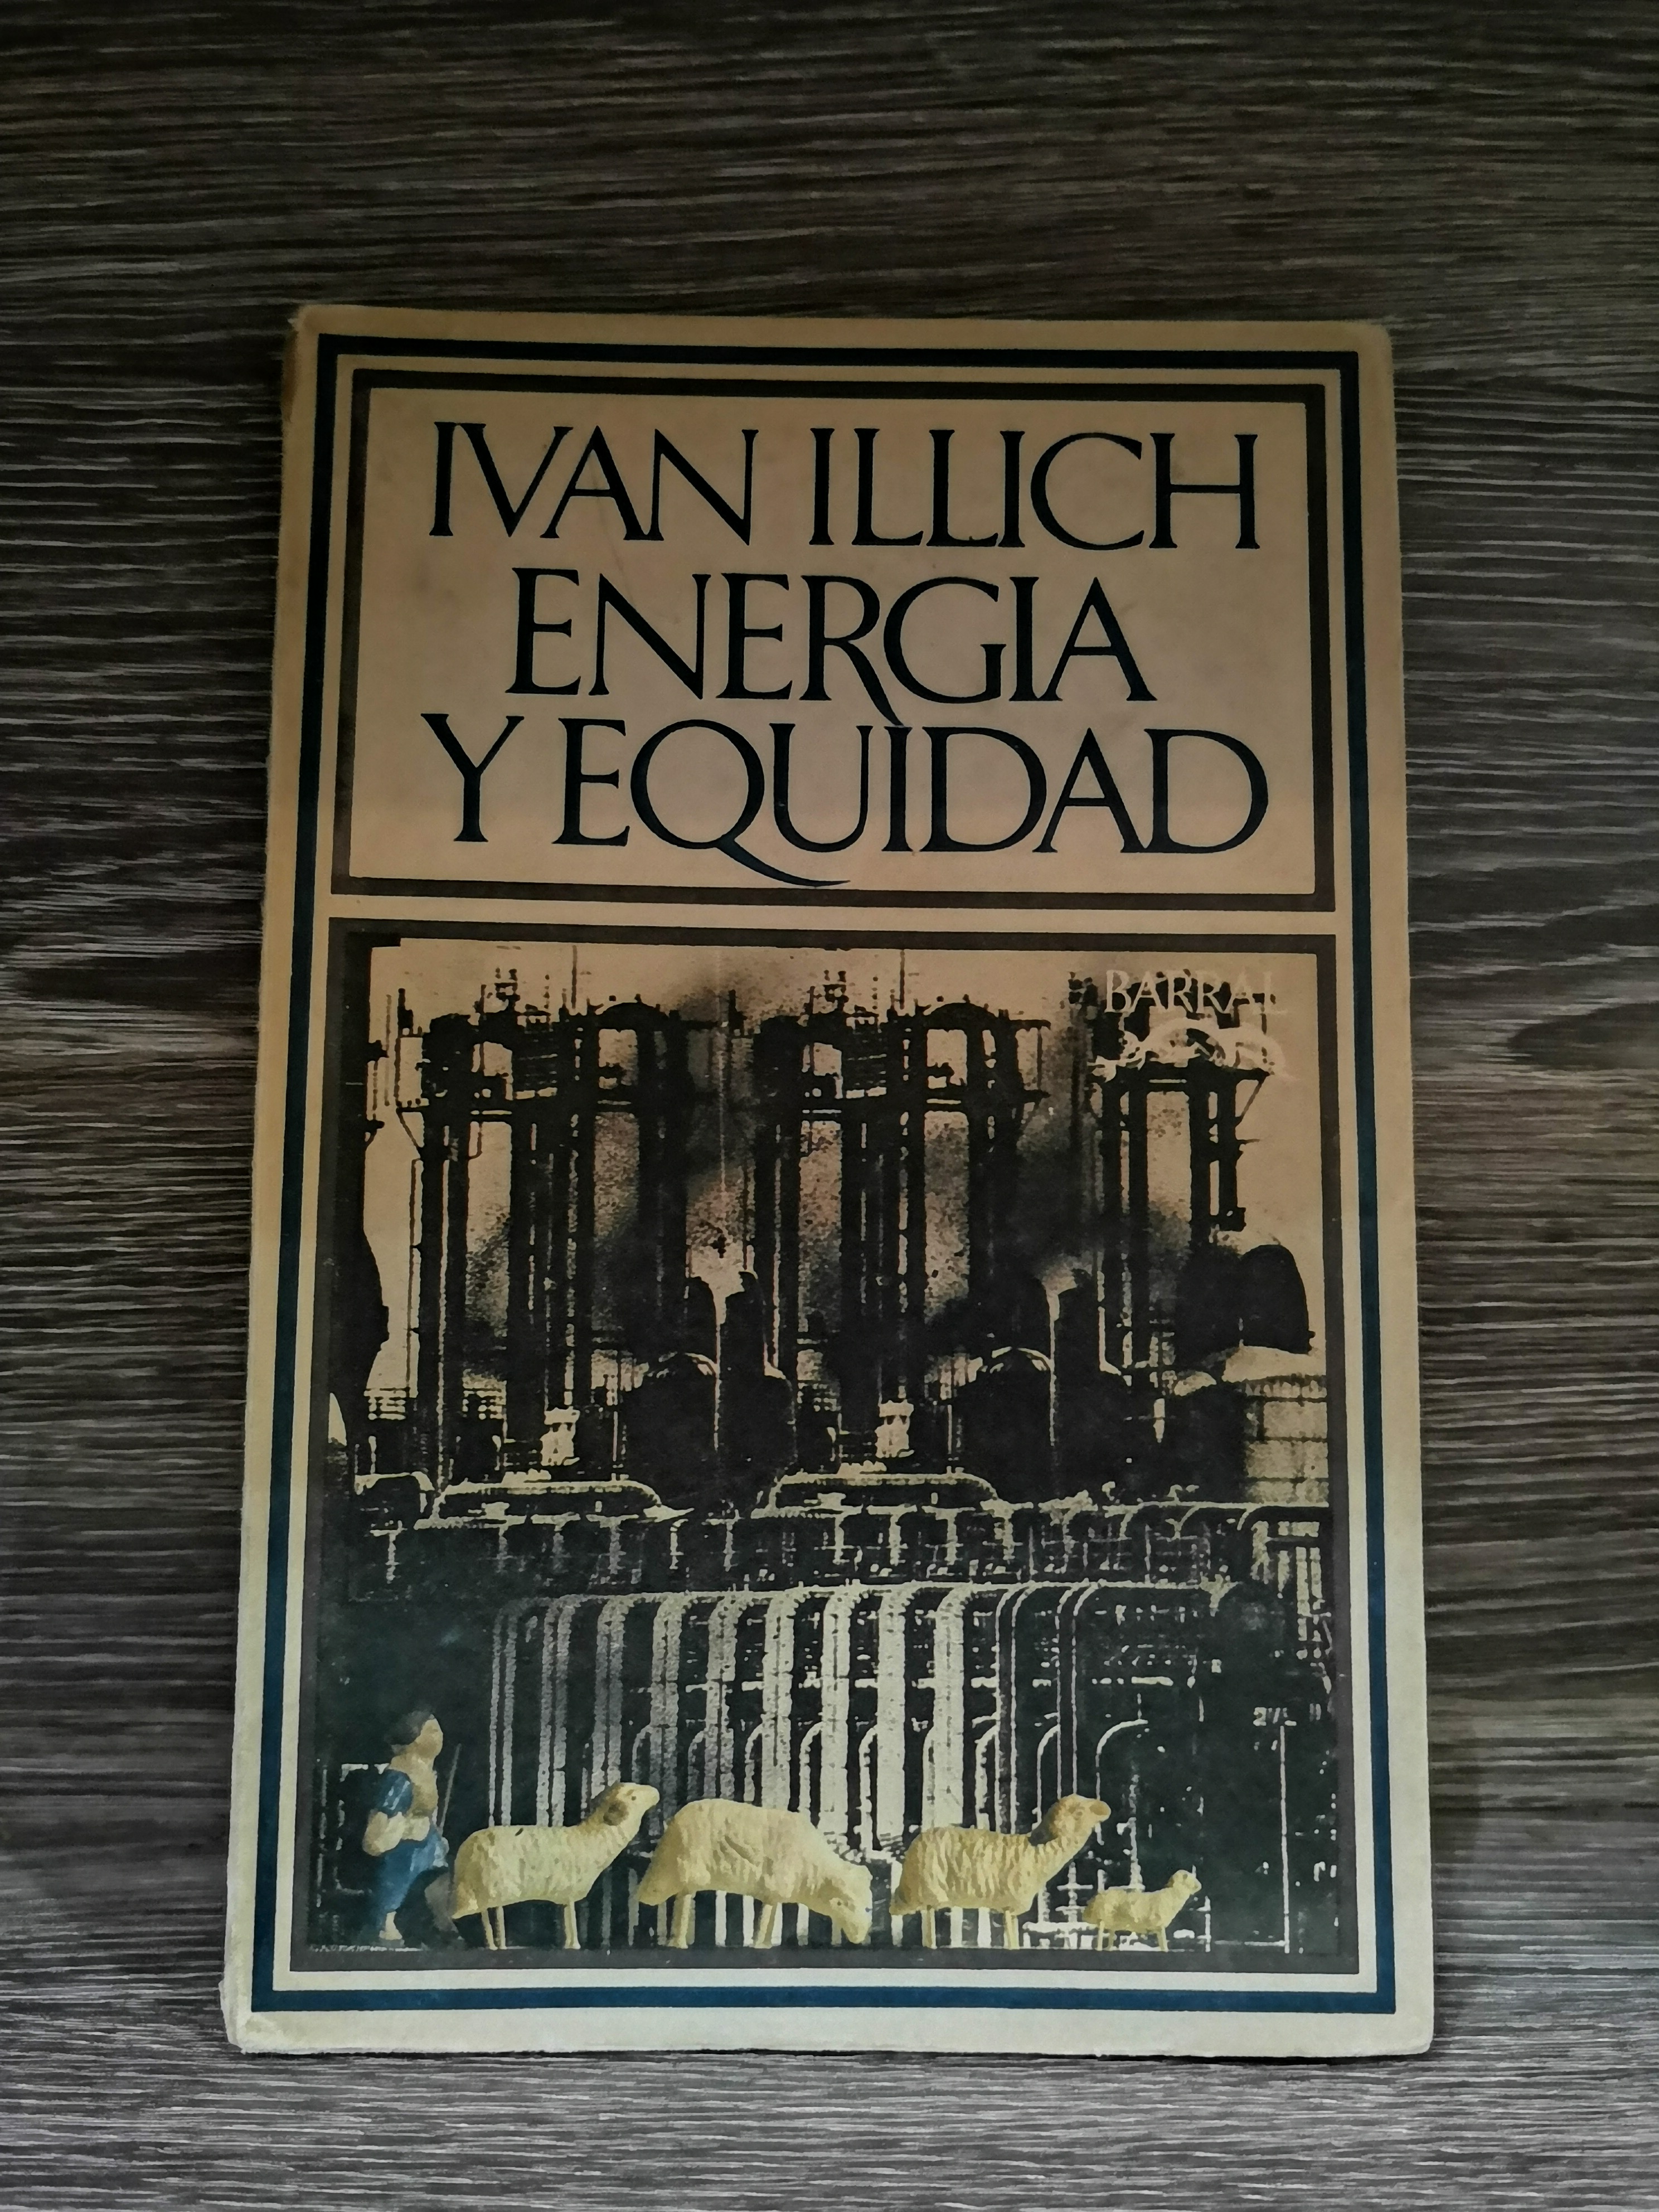 IVAN ILLICH
ENERGIA
Y EQUIDAD
BARRAL